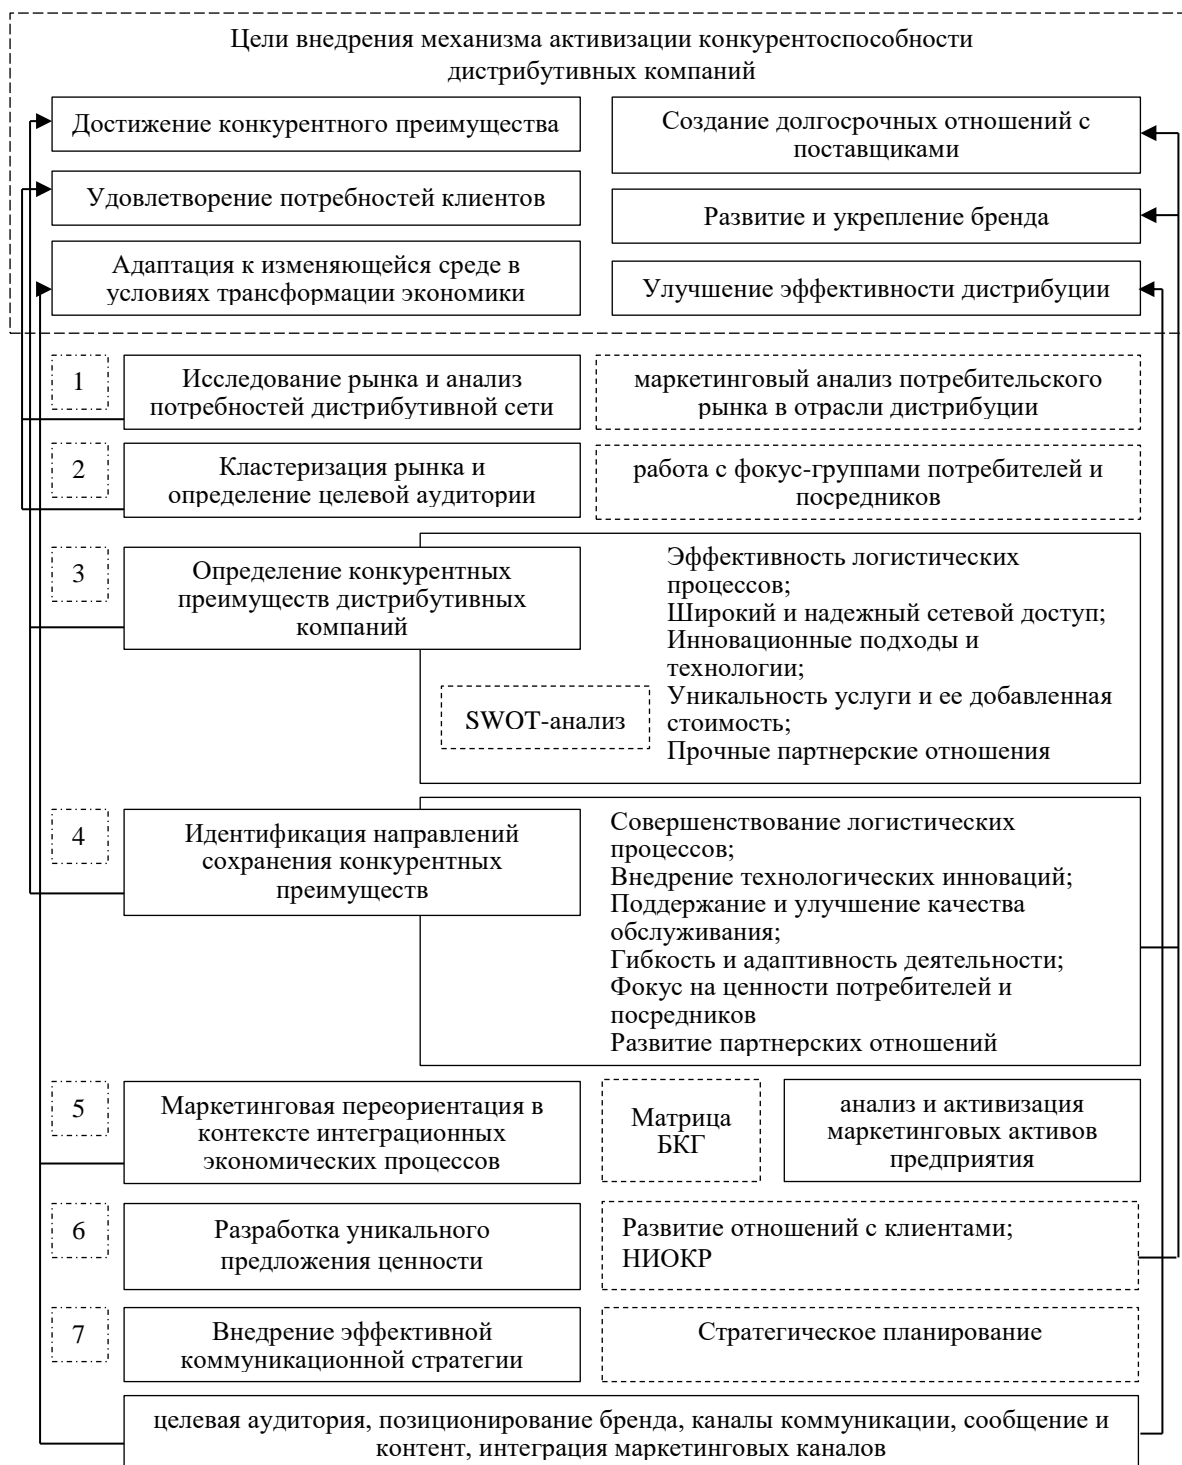 Цели внедрения механизма активизации конкурентоспособности
дистрибутивных компаний
Достижение конкурентного преимущества
Создание долгосрочных отношений с
поставщиками
Удовлетворение потребностей клиентов
Развитие и укрепление бренда
Адаптация к изменяющейся среде в
условиях трансформации экономики
Улучшение эффективности дистрибуции
1
Исследование рынка и анализ
потребностей дистрибутивной сети
маркетинговый анализ потребительского
рынка в отрасли дистрибуции
2
Кластеризация рынка и
определение целевой аудитории
работа с фокус-группами потребителей и
посредников
3
Определение конкурентных
преимуществ дистрибутивных
компаний
SWOT-анализ
Эффективность логистических
процессов;
Широкий и надежный сетевой доступ;
Инновационные подходы и
технологии;
Уникальность услуги и ее добавленная
стоимость;
Прочные партнерские отношения
4
Идентификация направлений
сохранения конкурентных
преимуществ
Совершенствование логистических
процессов;
Внедрение технологических инноваций;
Поддержание и улучшение качества
обслуживания;
Гибкость и адаптивность деятельности;
Фокус на ценности потребителей и
посредников
Развитие партнерских отношений
5
Маркетинговая переориентация в
контексте интеграционных
экономических процессов
Матрица
БКГ
анализ и активизация
маркетинговых активов
предприятия
6
Разработка уникального
предложения ценности
Развитие отношений с клиентами;
НИОКР
7
Внедрение эффективной
коммуникационной стратегии
Стратегическое планирование
целевая аудитория, позиционирование бренда, каналы коммуникации, сообщение и
контент, интеграция маркетинговых каналов